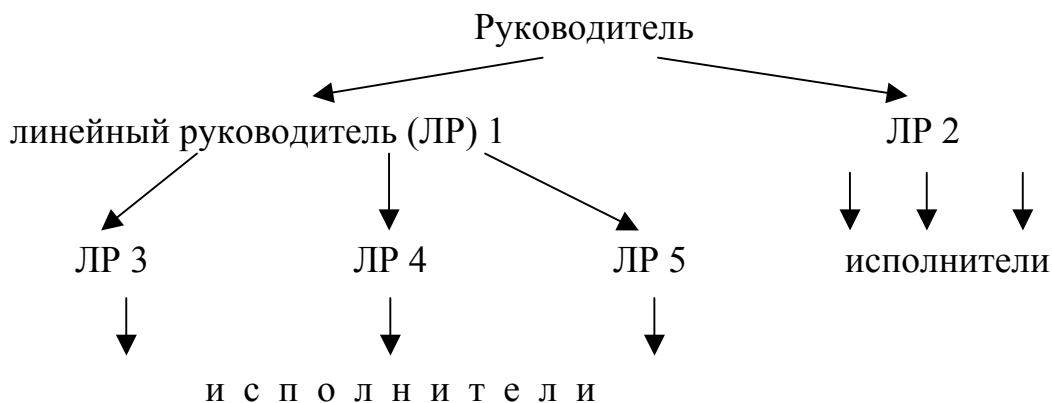 Руководитель
линейный руководитель (ЛР) 1 ЛР 2
ЛР 3 ЛР 4 ЛР 5 исполнители
и с п о л н и т е л и